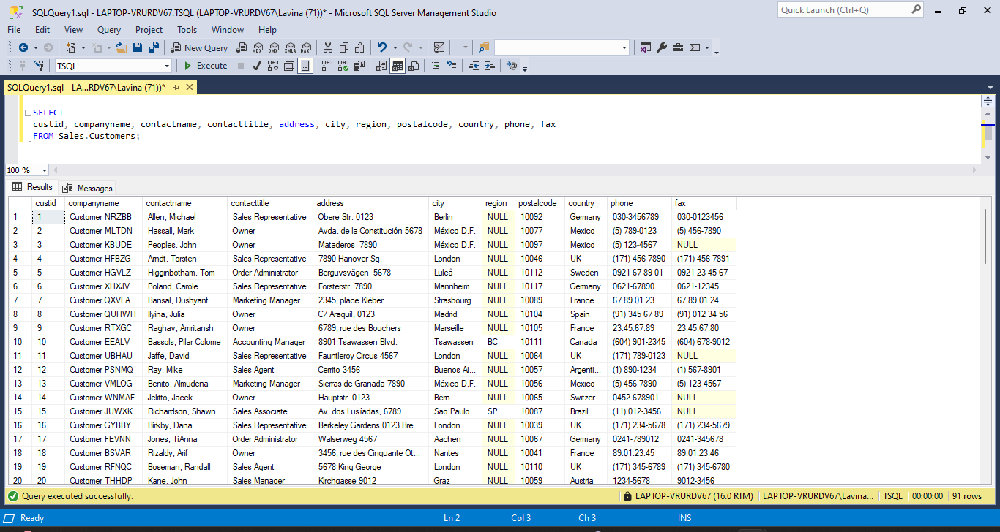 SQLQuery1.sql - LAPTOP-VRURDV67.TSQL (LAPTOP-VRURDV67\Lavina (71))* - Microsoft SQL Server Management Studio
Quick Launch (Ctrl+Q)
File Edit View Query Project Tools Window Help
New Query MDX DMX XMLA DAX
TSQL Execute
SQLQuery1.sql - LA...RDV67\Lavina (71))*
SELECT
custid, companyname, contactname, contacttitle, address, city, region, postalcode, country, phone, fax
FROM Sales.Customers;
100 %
Results Messages
custid companyname contactname contacttitle address city region postalcode country phone fax
1 1 Customer NRZBB Allen, Michael Sales Representative Obere Str. 0123 Berlin NULL 10092 Germany 030-3456789 030-0123456
2 2 Customer MLTDN Hassall, Mark Owner Avda. de la Constitución 5678 México D.F. NULL 10077 Mexico (5) 789-0123 (5) 456-7890
3 3 Customer KBUDE Peoples, John Owner Mataderos  7890 México D.F. NULL 10097 Mexico (5) 123-4567 NULL
4 4 Customer HFBZG Arndt, Torsten Sales Representative 7890 Hanover Sq. London NULL 10046 UK (171) 456-7890 (171) 456-7891
5 5 Customer HGVLZ Higginbotham, Tom Order Administrator Berguvsvägen  5678 Luleå NULL 10112 Sweden 0921-67 89 01 0921-23 45 67
6 6 Customer XHXJV Poland, Carole Sales Representative Forsterstr. 7890 Mannheim NULL 10117 Germany 0621-67890 0621-12345
7 7 Customer QXVLA Bansal, Dushyant Marketing Manager 2345, place Kléber Strasbourg NULL 10089 France 67.89.01.23 67.89.01.24
8 8 Customer QUHWH Ilyina, Julia Owner C/ Araquil, 0123 Madrid NULL 10104 Spain (91) 345 67 89 (91) 012 34 56
9 9 Customer RTXGC Raghav, Amritansh Owner 6789, rue des Bouchers Marseille NULL 10105 France 23.45.67.89 23.45.67.80
10 10 Customer EEALV Bassols, Pilar Colome Accounting Manager 8901 Tsawassen Blvd. Tsawassen BC 10111 Canada (604) 901-2345 (604) 678-9012
11 11 Customer UBHAU Jaffe, David Sales Representative Fauntleroy Circus 4567 London NULL 10064 UK (171) 789-0123 NULL
12 12 Customer PSNMQ Ray, Mike Sales Agent Cerrito 3456 Buenos Ai... NULL 10057 Argenti... (1) 890-1234 (1) 567-8901
13 13 Customer VMLOG Benito, Almudena Marketing Manager Sierras de Granada 7890 México D.F. NULL 10056 Mexico (5) 456-7890 (5) 123-4567
14 14 Customer WNMAF Jelitto, Jacek Owner Hauptstr. 0123 Bern NULL 10065 Switzer... 0452-678901 NULL
15 15 Customer JUWXK Richardson, Shawn Sales Associate Av. dos Lusíadas, 6789 Sao Paulo SP 10087 Brazil (11) 012-3456 NULL
16 16 Customer GYBBY Birkby, Dana Sales Representative Berkeley Gardens 0123 Bre... London NULL 10039 UK (171) 234-5678 (171) 234-5679
17 17 Customer FEVNN Jones, TiAnna Order Administrator Walserweg 4567 Aachen NULL 10067 Germany 0241-789012 0241-345678
18 18 Customer BSVAR Rizaldy, Arif Owner 3456, rue des Cinquante Ot... Nantes NULL 10041 France 89.01.23.45 89.01.23.46
19 19 Customer RFNQC Boseman, Randall Sales Agent 5678 King George London NULL 10110 UK (171) 345-6789 (171) 345-6780
20 20 Customer THHDP Kane, John Sales Manager Kirchgasse 9012 Graz NULL 10059 Austria 1234-5678 9012-3456
Query executed successfully. LAPTOP-VRURDV67 (16.0 RTM) LAPTOP-VRURDV67\Lavina... TSQL 00:00:00 91 rows
Ready Ln 2 Col 3 Ch 3 INS